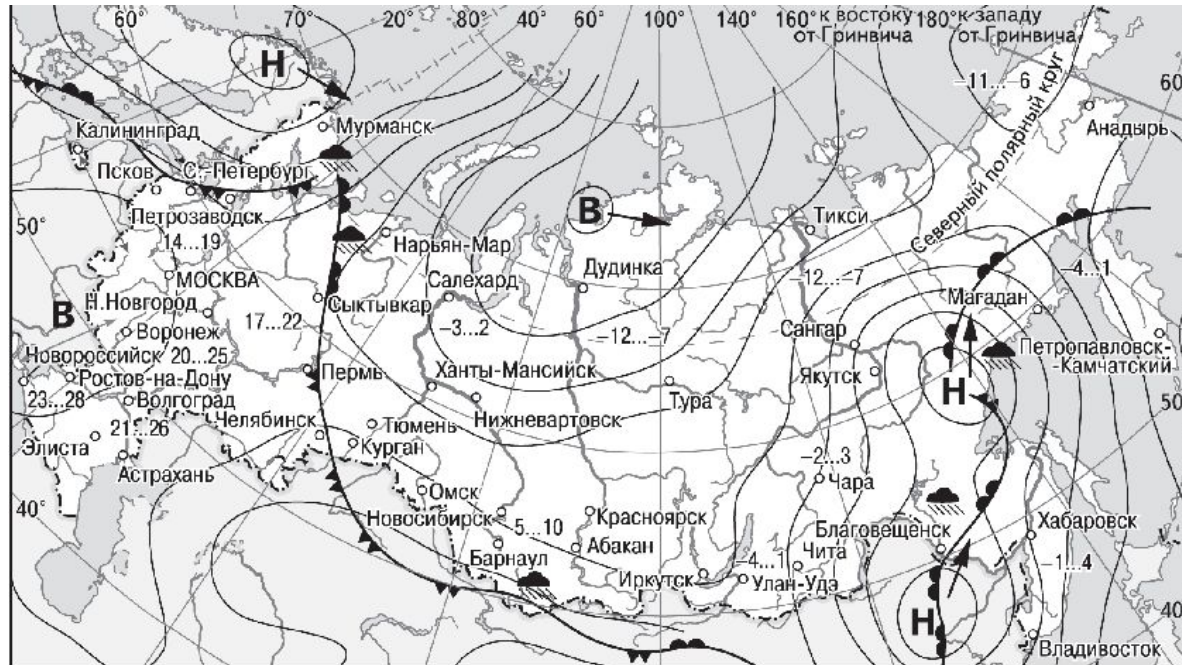 60° 70° 20° 80° 40° 60° 100° 140° 160° к востоку 180° к западу
от Гринвича от Гринвича
Н
−11...−6
60
Северный полярный круг
Калининград
Мурманск
Анадырь
Псков С.-Петербург
В
Тикси
Петрозаводск
50°
14...19
Нарьян-Мар
МОСКВА
Салехард
Дудинка
−12...−7
−4...1
Н.Новгород
Сыктывкар
Магадан
В
17...22
−3...2
−12...−7
Сангар
Воронеж
Петропавловск-
-Камчатский
Новороссийск 20...25
Пермь
Ханты-Мансийск
Якутск
Н
Ростов-на-Дону
Тура
50
23...28
Волгоград
Нижневартовск
Челябинск
Тюмень
21...26
Курган
Элиста
−2...3
Астрахань
Чара
Омск
40°
Новосибирск
5...10
Красноярск
Благовещенск
Хабаровск
Абакан
Барнаул
−4...1
Чита
Иркутск
Улан-Удэ
−1...4
40
Н
Владивосток